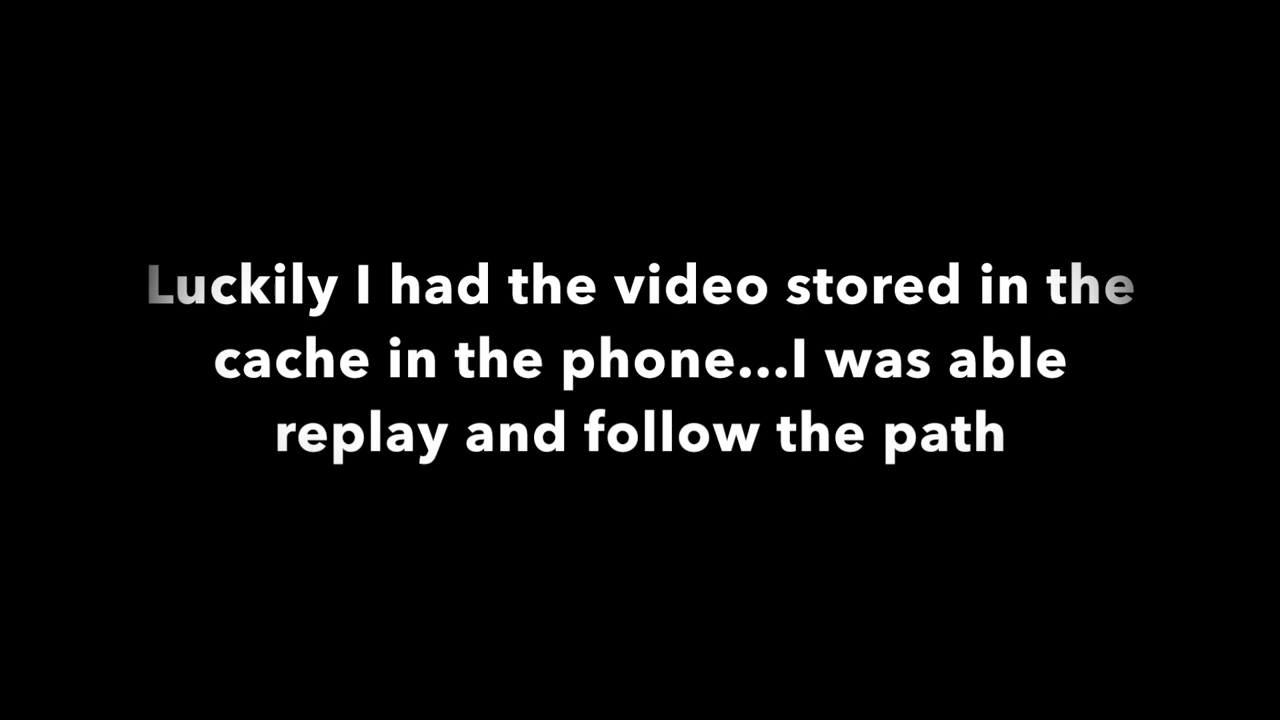 Luckily I had the video stored in the
cache in the phone...I was able
replay and follow the path